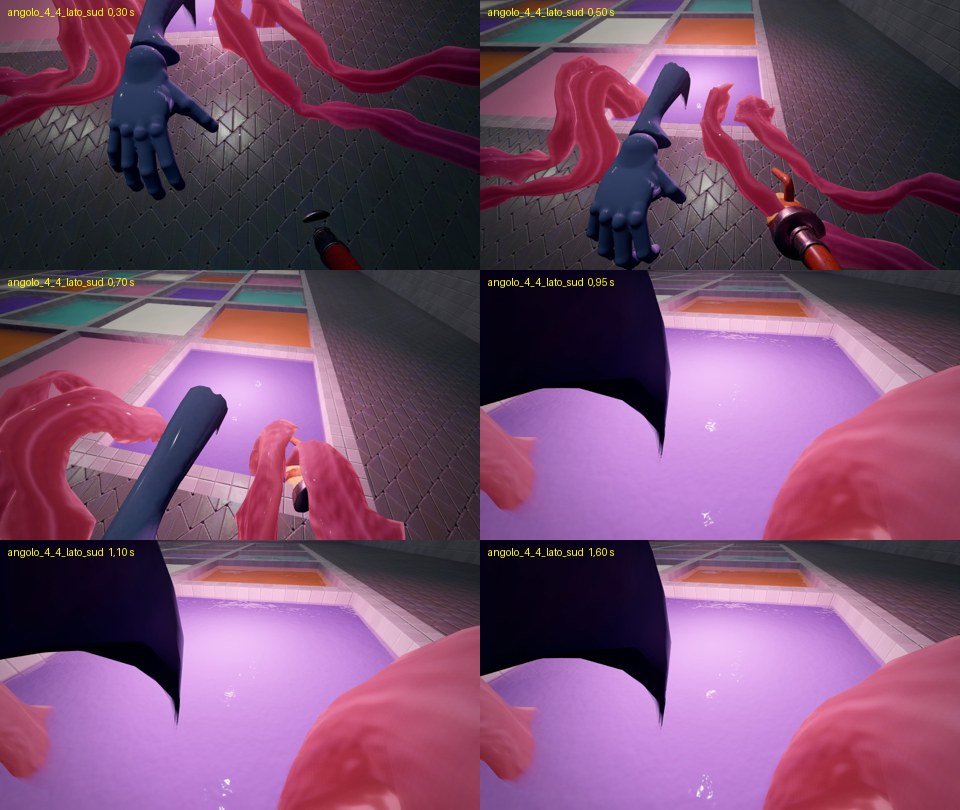 angolo_4_4_lato_sud 0,30 s
angolo_4_4_lato_sud 0,50 s
angolo_4_4_lato_sud 0,70 s
angolo_4_4_lato_sud 0,95 s
angolo_4_4_lato_sud 1,10 s
angolo_4_4_lato_sud 1,60 s